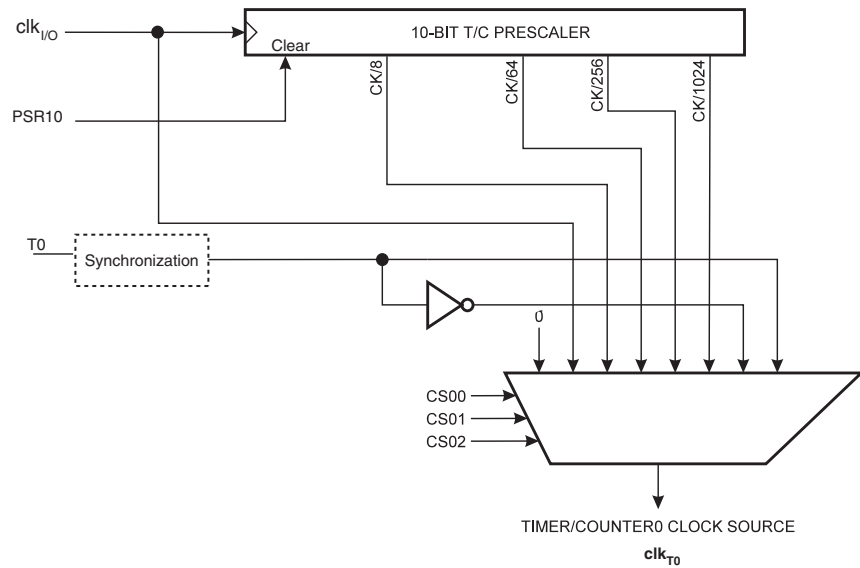 clkI/O
10-BIT T/C PRESCALER
Clear
CK/8
CK/64
CK/256
CK/1024
PSR10
T0
Synchronization
0
CS00
CS01
CS02
TIMER/COUNTER0 CLOCK SOURCE
clkT0